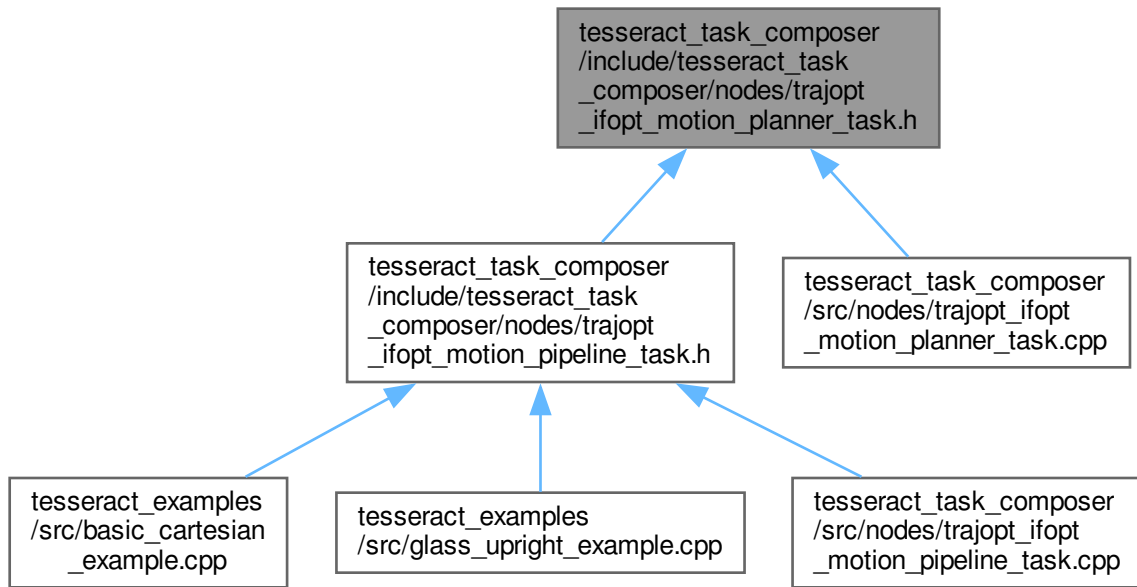 tesseract_task_composer
/include/tesseract_task
_composer/nodes/trajopt
_ifopt_motion_planner_task.h
tesseract_task_composer
/include/tesseract_task
_composer/nodes/trajopt
_ifopt_motion_pipeline_task.h
tesseract_task_composer
/src/nodes/trajopt_ifopt
_motion_planner_task.cpp
tesseract_examples
/src/basic_cartesian
_example.cpp
tesseract_examples
/src/glass_upright_example.cpp
tesseract_task_composer
/src/nodes/trajopt_ifopt
_motion_pipeline_task.cpp